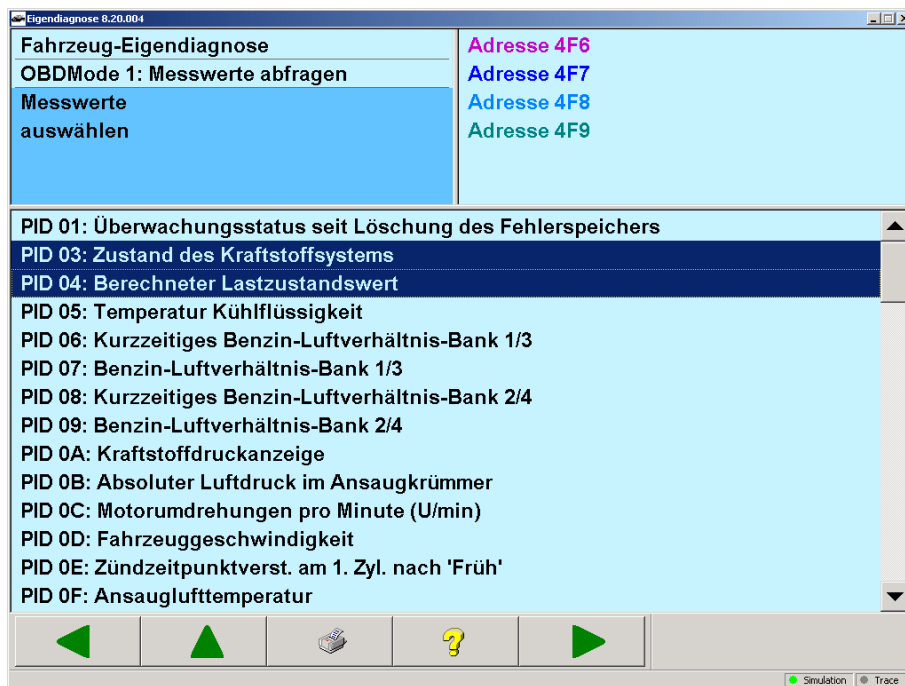 Eigendiagnose 8.20.004
Fahrzeug-Eigendiagnose
OBDMode 1: Messwerte abfragen
Messwerte
auswählen
Adresse 4F6
Adresse 4F7
Adresse 4F8
Adresse 4F9
PID 01: Überwachungsstatus seit Löschung des Fehlerspeichers
PID 03: Zustand des Kraftstoffsystems
PID 04: Berechneter Lastzustandswert
PID 05: Temperatur Kühlflüssigkeit
PID 06: Kurzzeitiges Benzin-Luftverhältnis-Bank 1/3
PID 07: Benzin-Luftverhältnis-Bank 1/3
PID 08: Kurzzeitiges Benzin-Luftverhältnis-Bank 2/4
PID 09: Benzin-Luftverhältnis-Bank 2/4
PID 0A: Kraftstoffdruckanzeige
PID 0B: Absoluter Luftdruck im Ansaugkrümmer
PID 0C: Motorumdrehungen pro Minute (U/min)
PID 0D: Fahrzeuggeschwindigkeit
PID 0E: Zündzeitpunktverst. am 1. Zyl. nach 'Früh'
PID 0F: Ansauglufttemperatur
Simulation
Trace